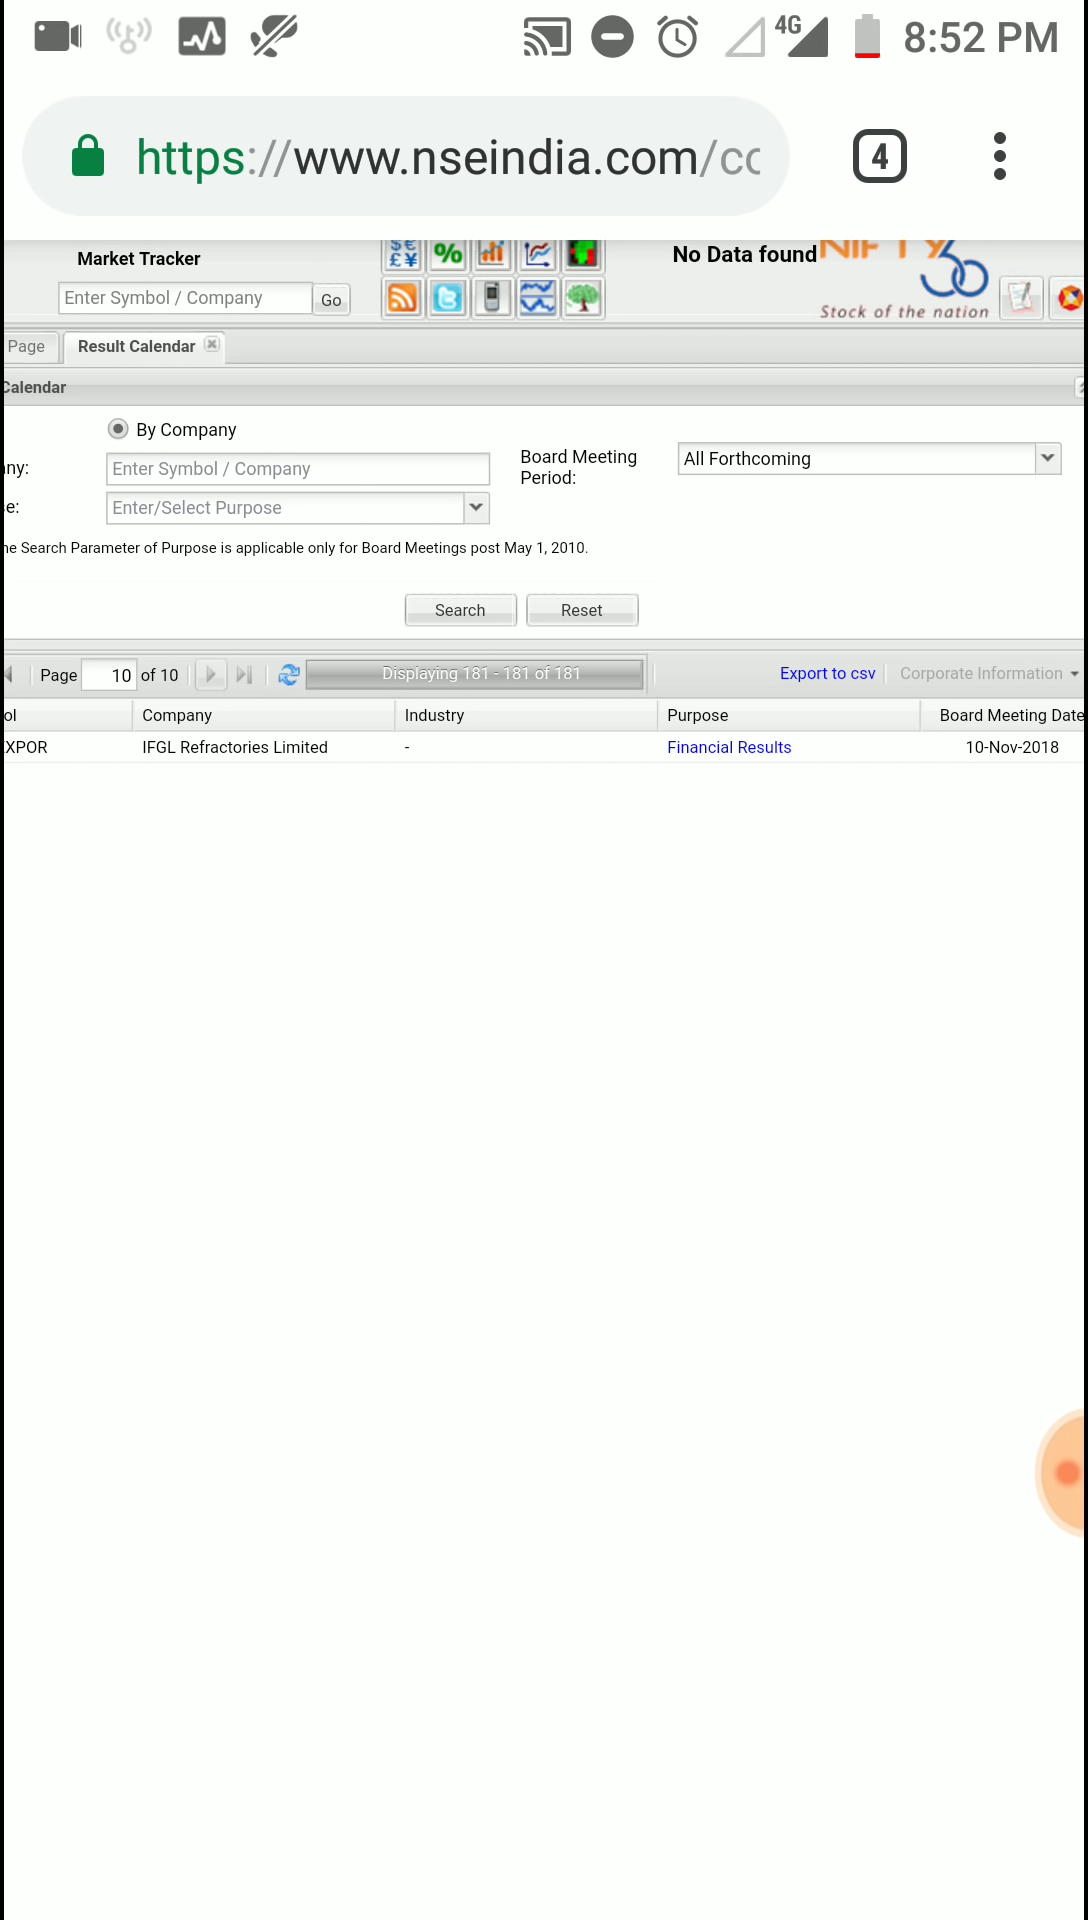 4G 8:52 PM
https://www.nseindia.com/cc
4
Market Tracker
No Data found
NIFTY
50
Enter Symbol / Company Go
Stock of the nation
Page Result Calendar
Calendar
By Company
ny: Enter Symbol / Company Board Meeting Period: All Forthcoming
e: Enter/Select Purpose
he Search Parameter of Purpose is applicable only for Board Meetings post May 1, 2010.
Search Reset
Page 10 of 10 Displaying 181 - 181 of 181 Export to csv Corporate Information
ol Company Industry Purpose Board Meeting Date
XPOR IFGL Refractories Limited - Financial Results 10-Nov-2018